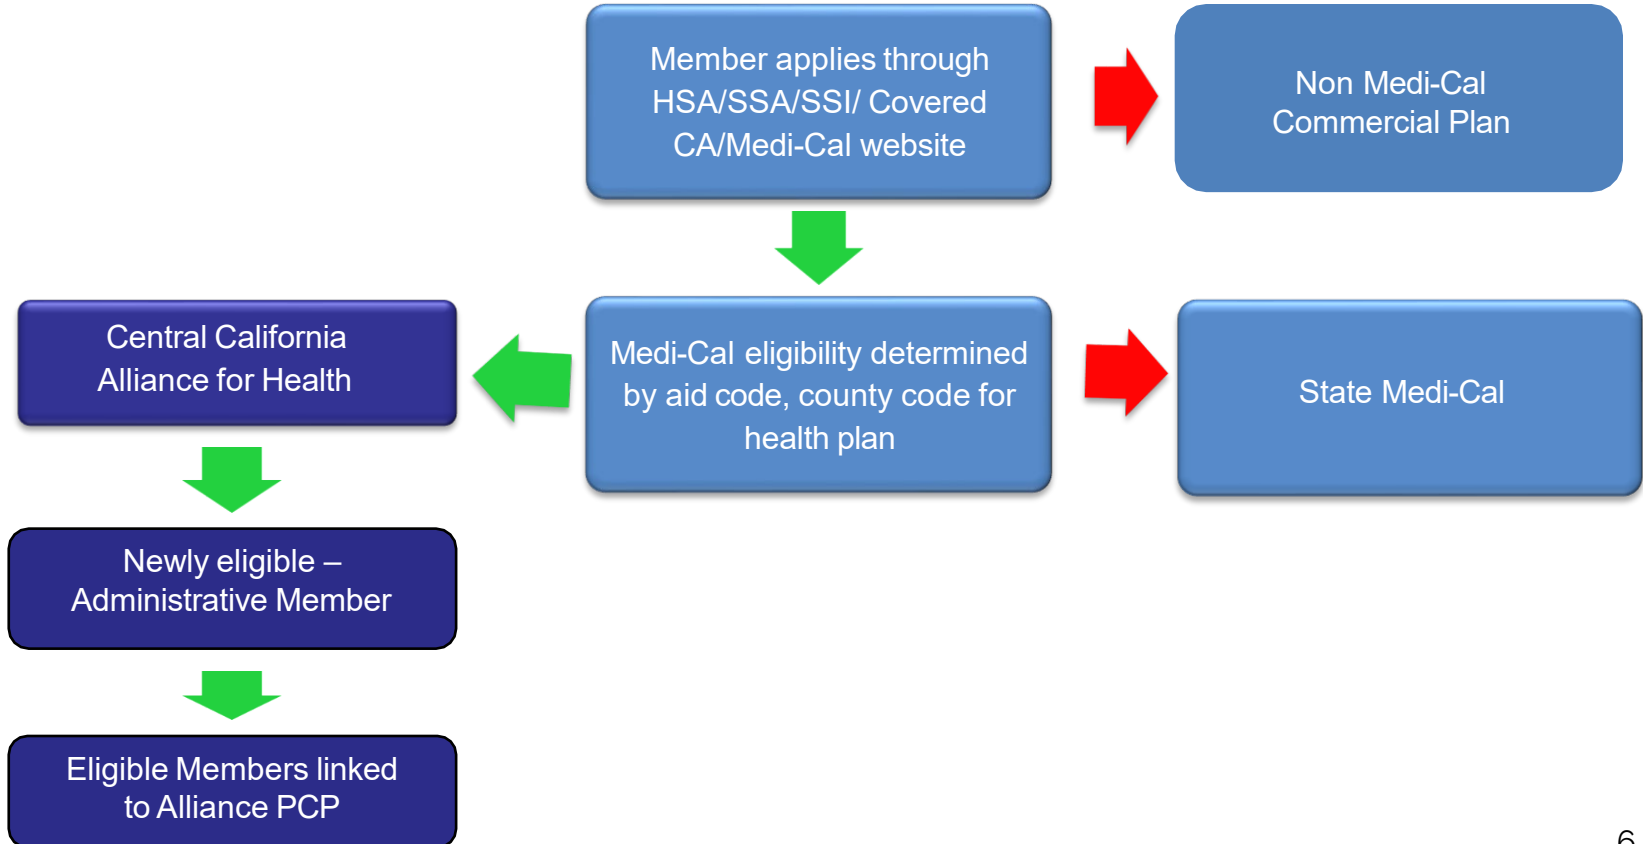 Member applies through
HSA/SSA/SSI/ Covered
CA/Medi-Cal website
Non Medi-Cal
Commercial Plan
Central California
Alliance for Health
Medi-Cal eligibility determined
by aid code, county code for
health plan
State Medi-Cal
Newly eligible –
Administrative Member
Eligible Members linked
to Alliance PCP
6